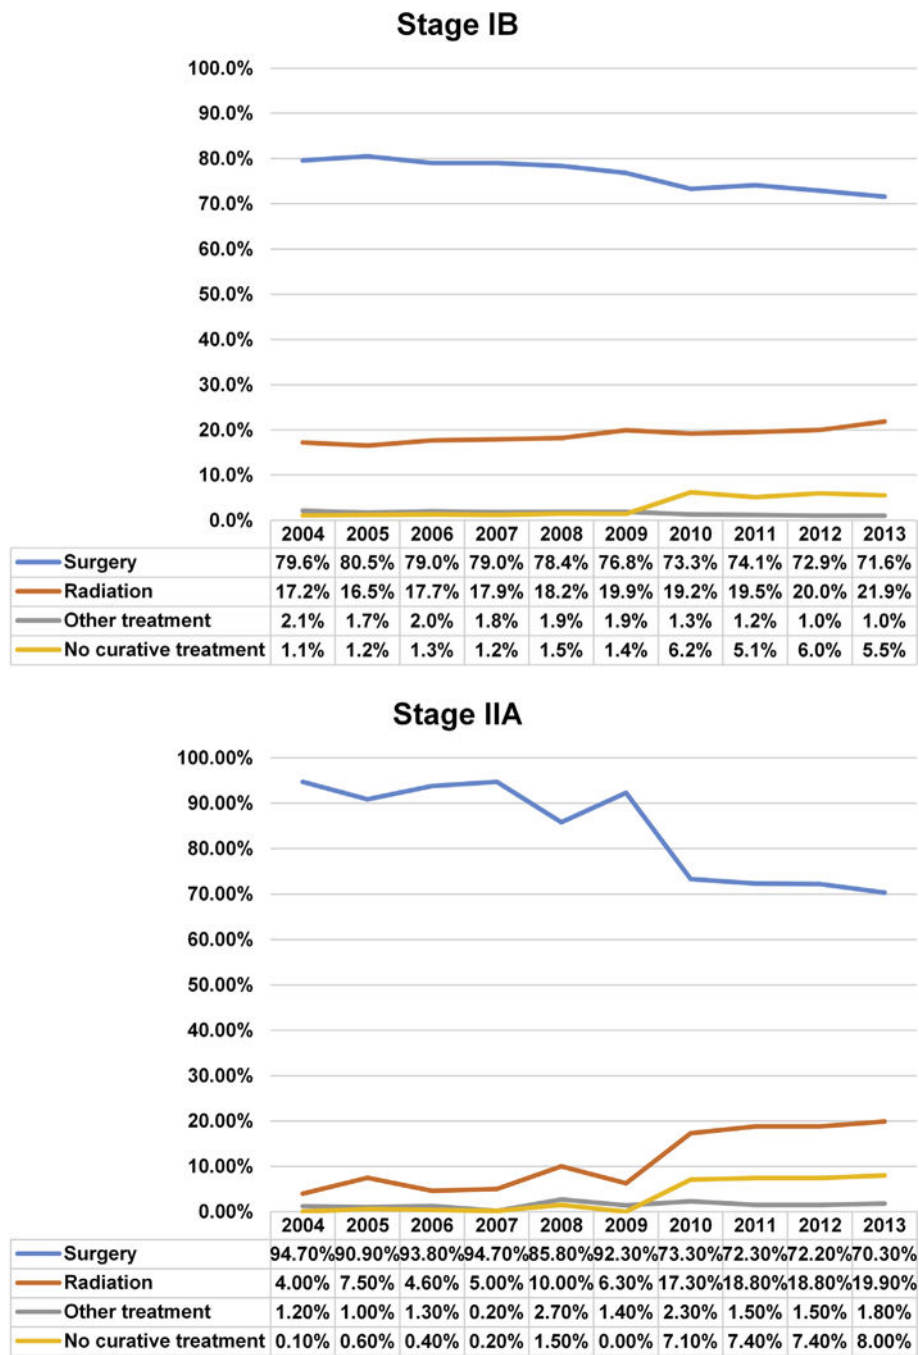 Stage IB
100.0%
90.0%
80.0%
70.0%
60.0%
50.0%
40.0%
30.0%
20.0%
10.0%
0.0%
2004 2005 2006 2007 2008 2009 2010 2011 2012 2013
Surgery 79.6% 80.5% 79.0% 79.0% 78.4% 76.8% 73.3% 74.1% 72.9% 71.6%
Radiation 17.2% 16.5% 17.7% 17.9% 18.2% 19.9% 19.2% 19.5% 20.0% 21.9%
Other treatment 2.1% 1.7% 2.0% 1.8% 1.9% 1.9% 1.3% 1.2% 1.0% 1.0%
No curative treatment 1.1% 1.2% 1.3% 1.2% 1.5% 1.4% 6.2% 5.1% 6.0% 5.5%
Stage IIA
100.00%
90.00%
80.00%
70.00%
60.00%
50.00%
40.00%
30.00%
20.00%
10.00%
0.00%
2004 2005 2006 2007 2008 2009 2010 2011 2012 2013
Surgery 94.70% 90.90% 93.80% 94.70% 85.80% 92.30% 73.30% 72.30% 72.20% 70.30%
Radiation 4.00% 7.50% 4.60% 5.00% 10.00% 6.30% 17.30% 18.80% 18.80% 19.90%
Other treatment 1.20% 1.00% 1.30% 0.20% 2.70% 1.40% 2.30% 1.50% 1.50% 1.80%
No curative treatment 0.10% 0.60% 0.40% 0.20% 1.50% 0.00% 7.10% 7.40% 7.40% 8.00%